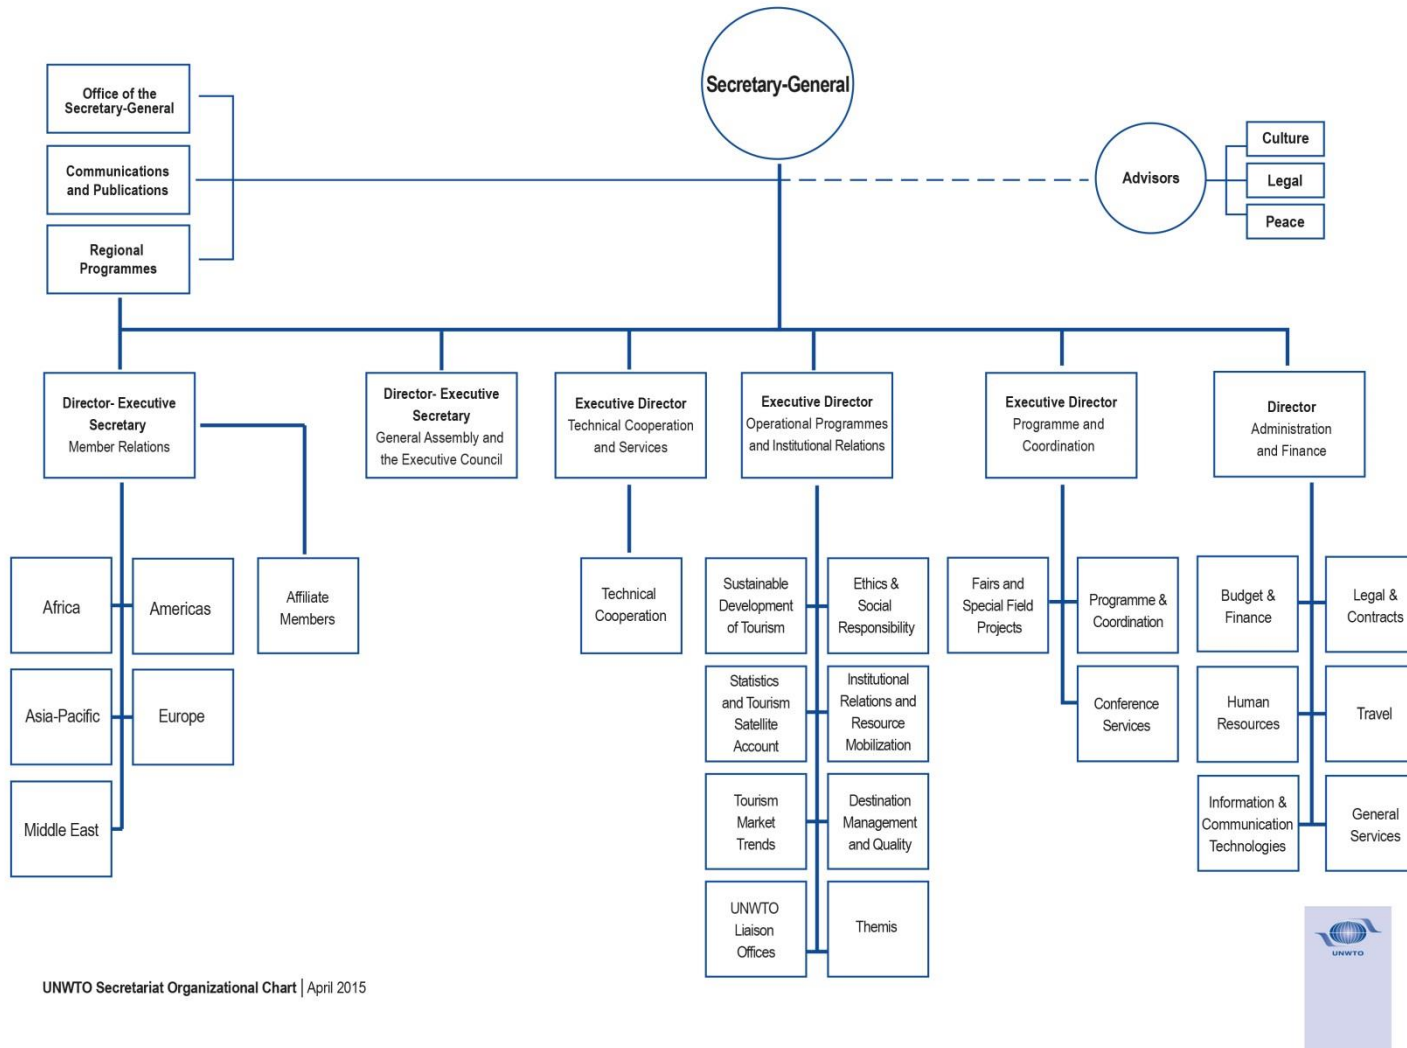 Secretary-General
Office of the
Secretary-General
Communications
and Publications
Regional
Programmes
Advisors
Culture
Legal
Peace
Director- Executive
Secretary
Member Relations
Director- Executive
Secretary
General Assembly and
the Executive Council
Executive Director
Technical Cooperation
and Services
Executive Director
Operational Programmes
and Institutional Relations
Executive Director
Programme and
Coordination
Director
Administration
and Finance
Africa
Americas
Asia-Pacific
Europe
Middle East
Affiliate
Members
Technical
Cooperation
Sustainable
Development
of Tourism
Ethics &
Social
Responsibility
Statistics
and Tourism
Satellite
Account
Institutional
Relations and
Resource
Mobilization
Tourism
Market
Trends
Destination
Management
and Quality
UNWTO
Liaison
Offices
Themis
Fairs and
Special Field
Projects
Programme &
Coordination
Conference
Services
Budget &
Finance
Legal &
Contracts
Human
Resources
Travel
Information &
Communication
Technologies
General
Services
UNWTO Secretariat Organizational Chart | April 2015
UNWTO